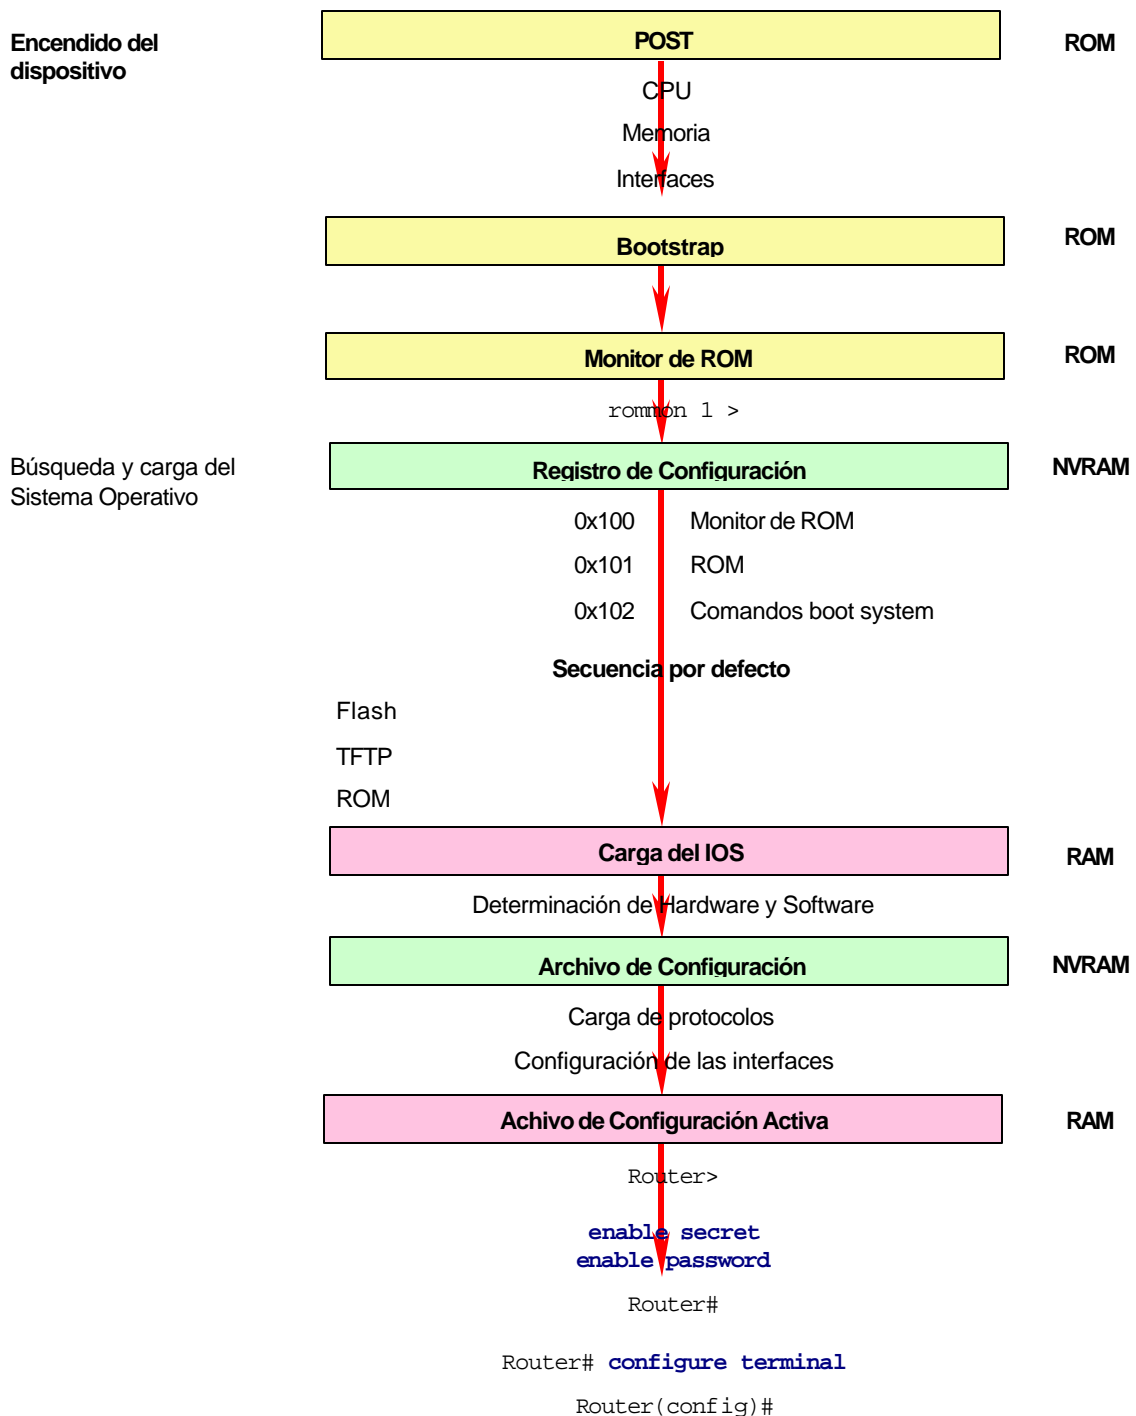 Encendido del
dispositivo
POST
ROM
CPU
Memoria
Interfaces
Bootstrap
ROM
Monitor de ROM
ROM
rommon 1 >
Búsqueda y carga del
Sistema Operativo
Registro de Configuración
NVRAM
0x100 Monitor de ROM
0x101 ROM
0x102 Comandos boot system
Secuencia por defecto
Flash
TFTP
ROM
Carga del IOS
RAM
Determinación de Hardware y Software
Archivo de Configuración
NVRAM
Carga de protocolos
Configuración de las interfaces
Achivo de Configuración Activa
RAM
Router>
enable secret
enable password
Router#
Router# configure terminal
Router(config)#